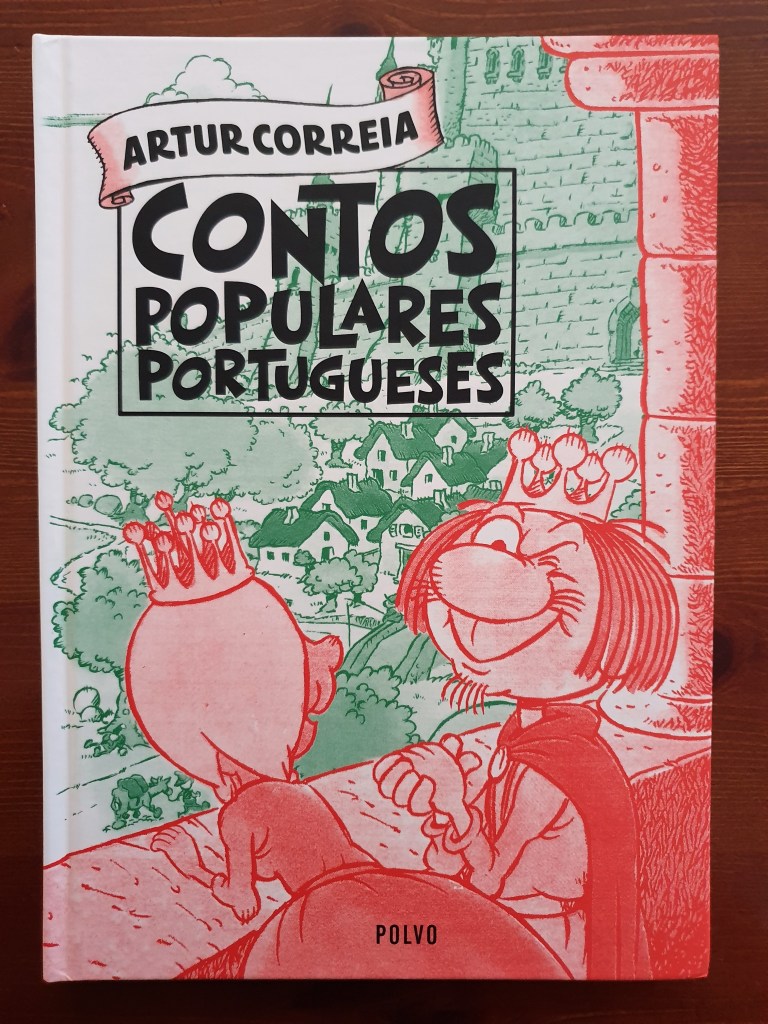 ARTUR CORREIA
CONTOS
POPULARES
PORTUGUESES
POLVO